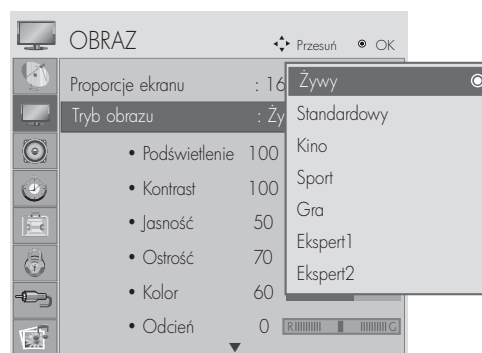 OBRAZ
Przesuń OK
Proporcje ekranu : 16
Tryb obrazu : Ży
• Podświetlenie 100
• Kontrast 100
• Jasność 50
• Ostrość 70
• Kolor 60
• Odcień 0 R G
Żywy
Standardowy
Kino
Sport
Gra
Ekspert1
Ekspert2